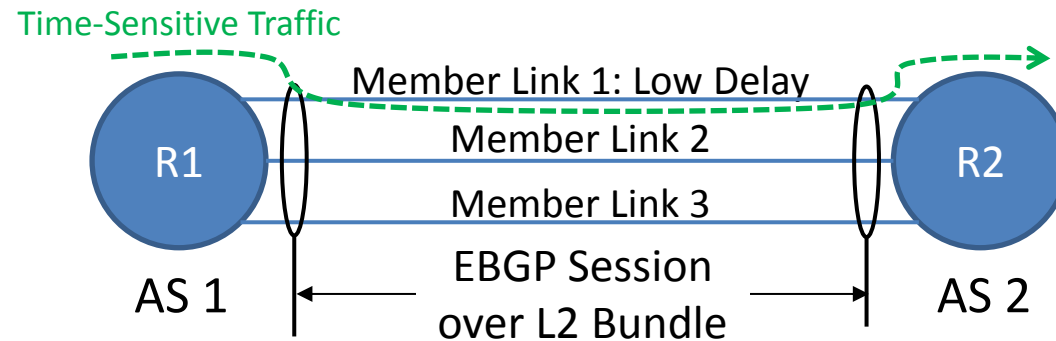 Time-Sensitive Traffic
Member Link 1: Low Delay
R1
Member Link 2
R2
Member Link 3
AS 1
EBGP Session
over L2 Bundle
AS 2